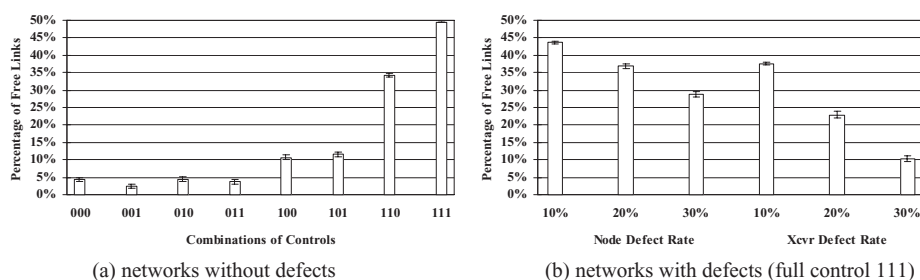 Percentage of Free Links
50%
45%
40%
35%
30%
25%
20%
15%
10%
5%
0%
000 001 010 011 100 101 110 111
Combinations of Controls
(a) networks without defects
Percentage of Free Links
50%
45%
40%
35%
30%
25%
20%
15%
10%
5%
0%
10% 20% 30% 10% 20% 30%
Node Defect Rate Xcvr Defect Rate
(b) networks with defects (full control 111)